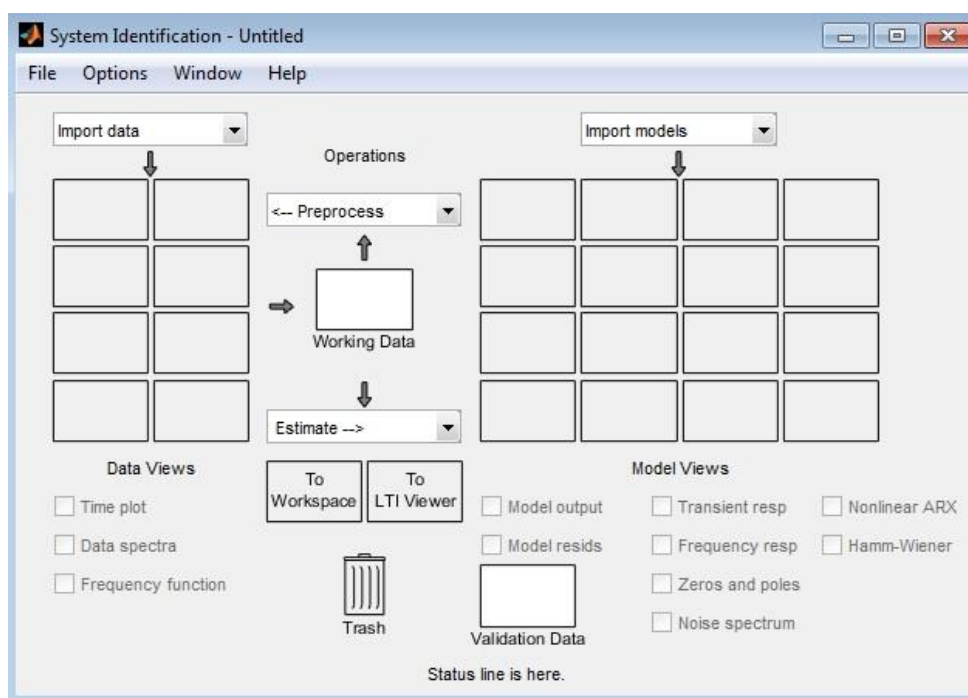 System Identification - Untitled
File Options Window Help
Import data
Import models
Operations
<-- Preprocess
Working Data
Estimate -->
Data Views
Time plot
Data spectra
Frequency function
To
Workspace
To
LTI Viewer
Trash
Model Views
Model output
Transient resp
Nonlinear ARX
Model resids
Frequency resp
Hamm-Wiener
Zeros and poles
Noise spectrum
Validation Data
Status line is here.